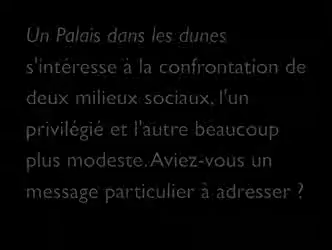 Un Palais dans les dunes
s'intéresse à la confrontation de
deux milieux sociaux, l'un
privilégié et l'autre beaucoup
plus modeste. Aviez-vous un
message particulier à adresser ?